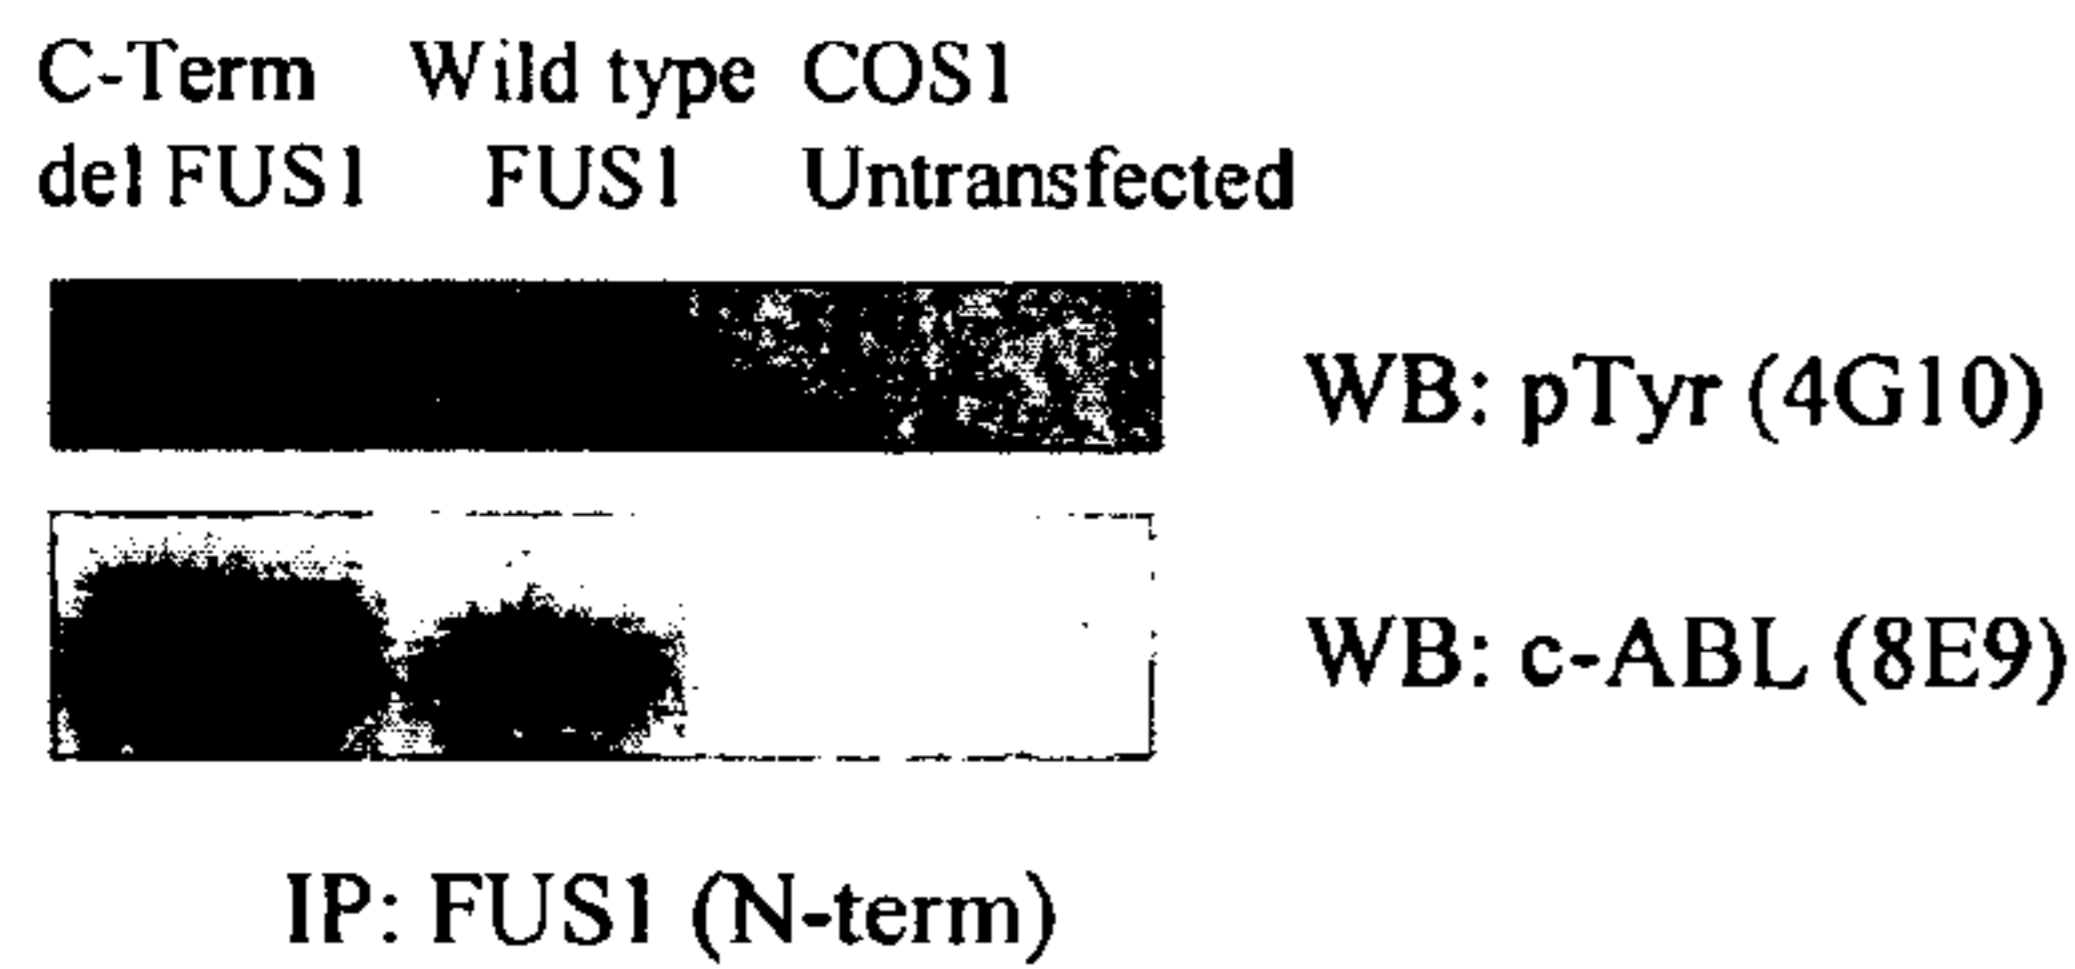 C-Term Wild type COS1
del FUS1 FUS1 Untransfected
WB: pTyr (4G10)
WB: c-ABL (8E9)
IP: FUS1 (N-term)